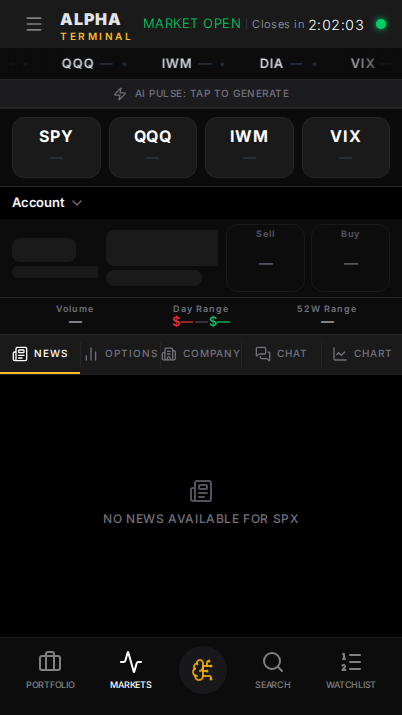 ALPHA
TERMINAL
MARKET OPEN | Closes in 2:02:03
QQQ — IWM — DIA — VIX —
AI PULSE: TAP TO GENERATE
SPY QQQ IWM VIX
— — — —
Account
Sell Buy
— —
Volume Day Range 52W Range
— $— — $— —
NEWS OPTIONS COMPANY CHAT CHART
NO NEWS AVAILABLE FOR SPX
PORTFOLIO MARKETS SEARCH WATCHLIST